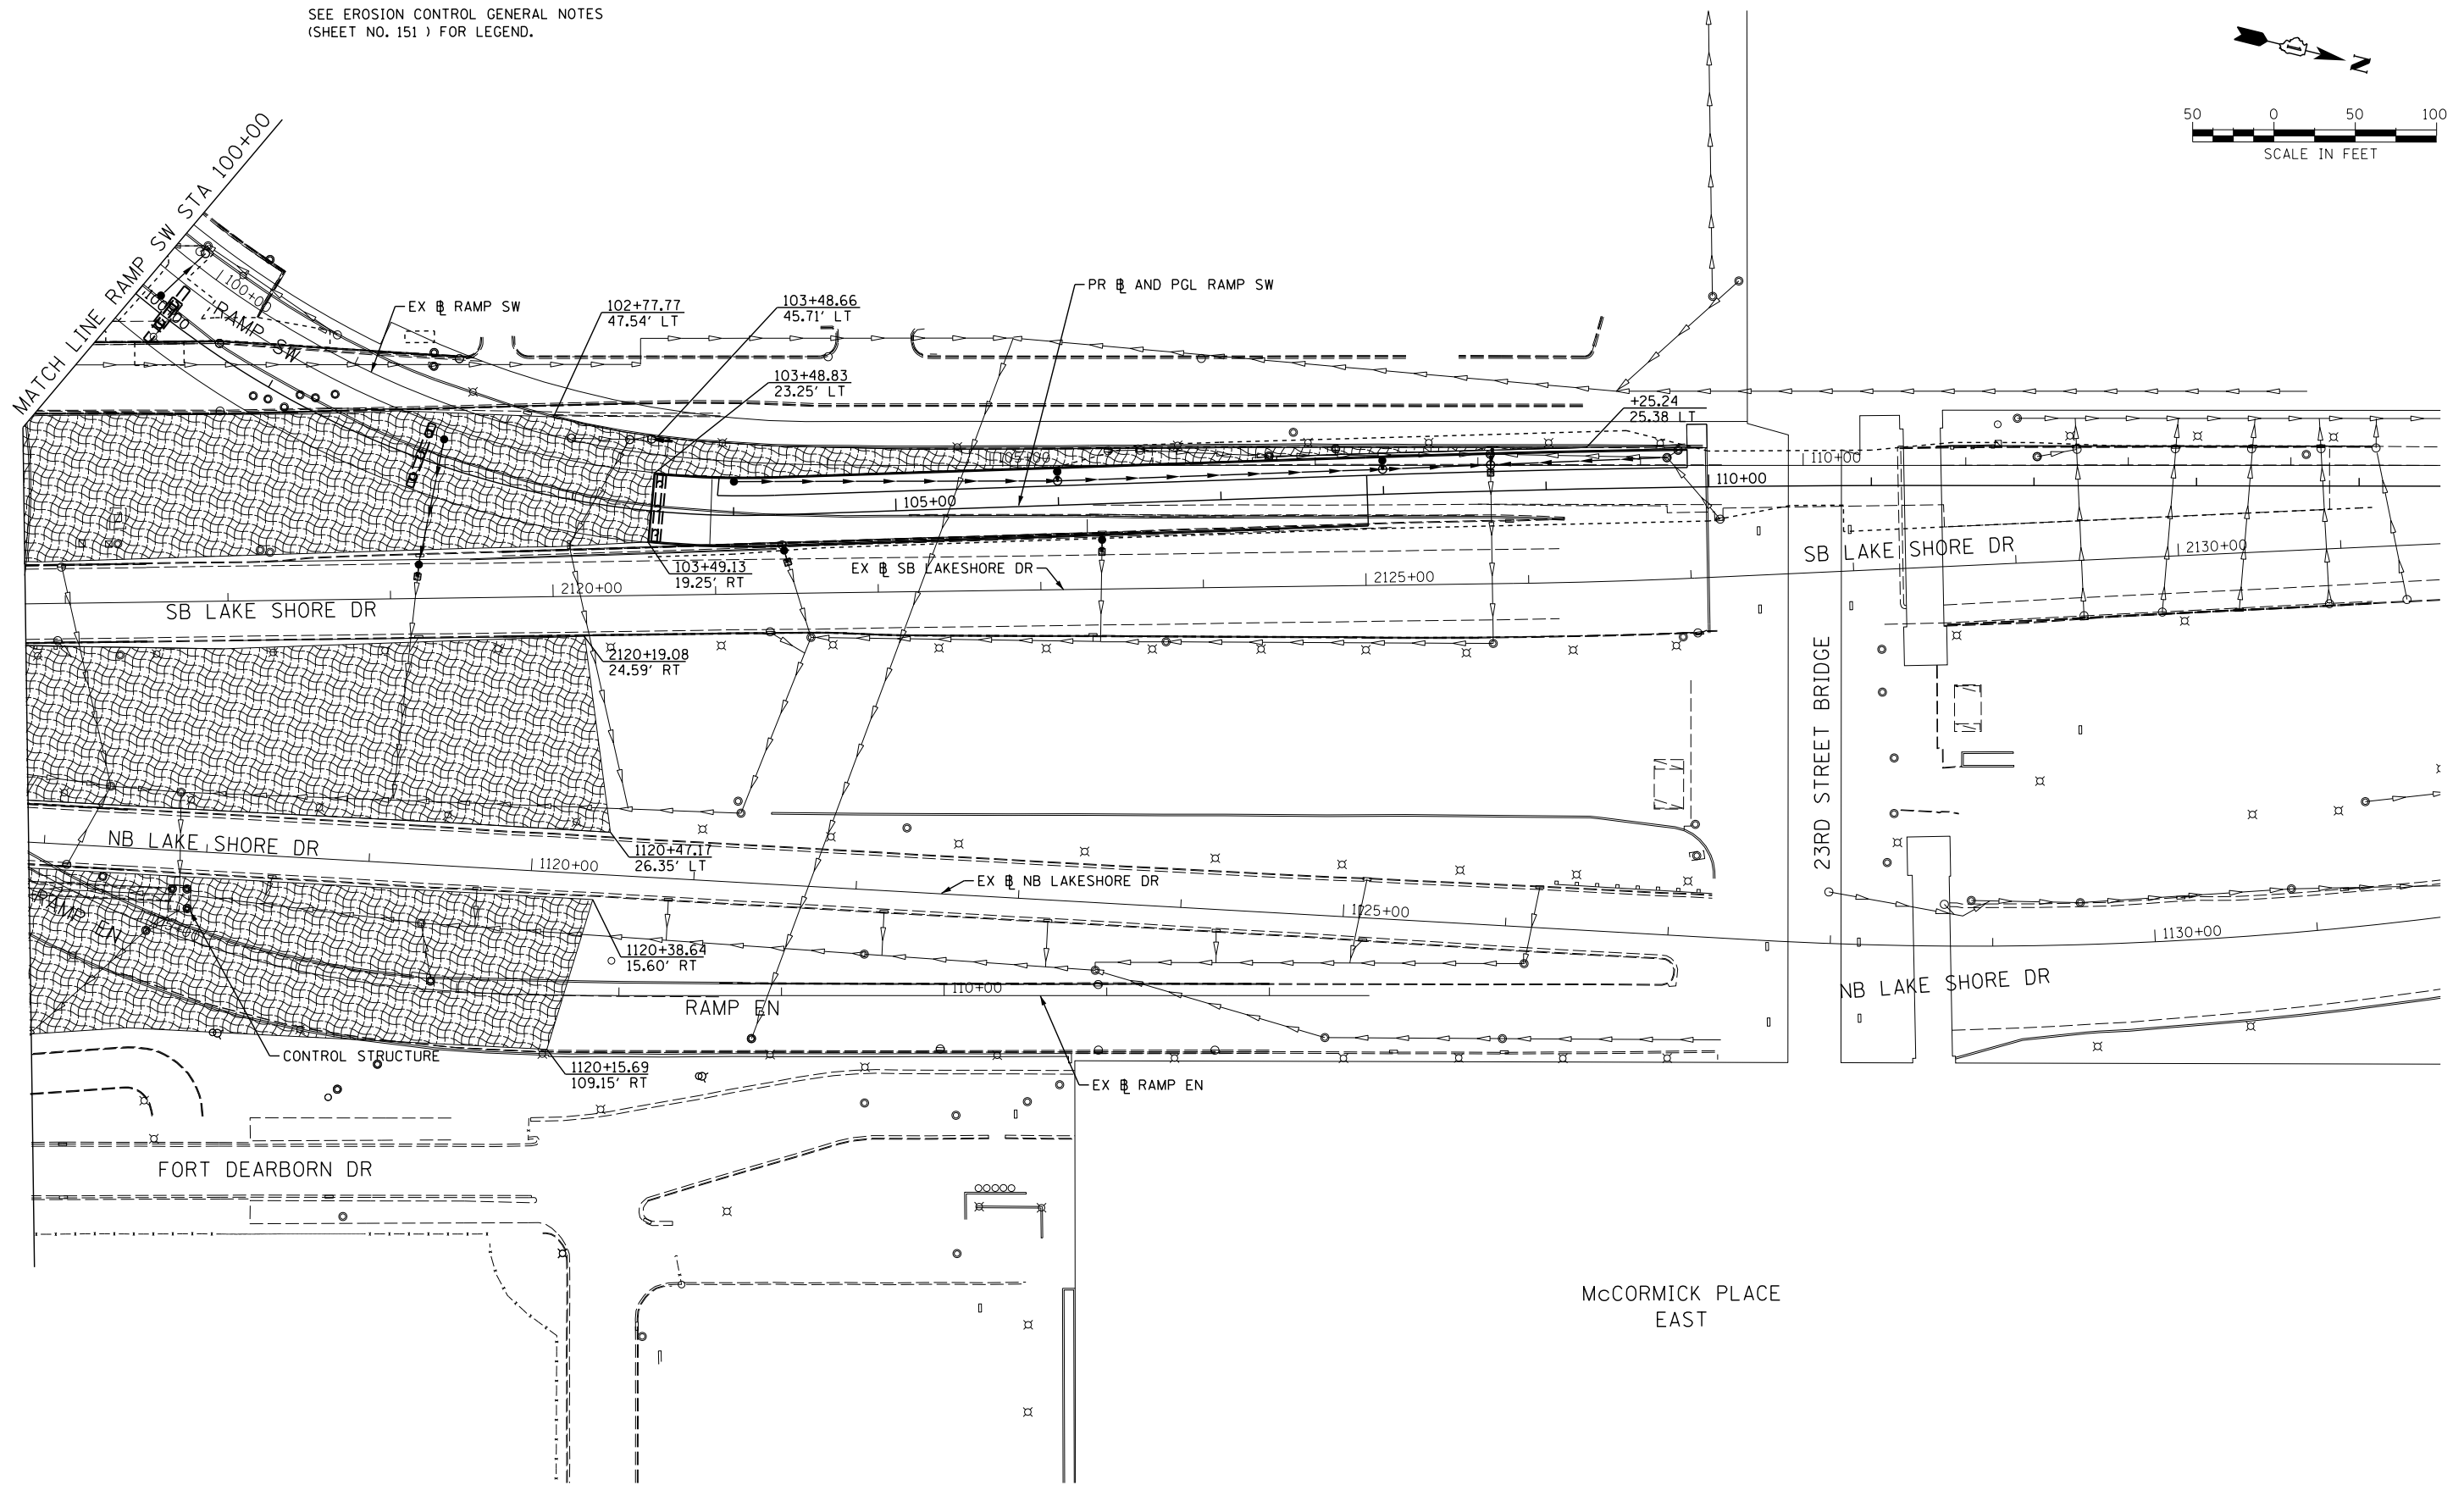 SEE EROSION CONTROL GENERAL NOTES
(SHEET NO. 151 ) FOR LEGEND.
N
50 0 50 100
SCALE IN FEET
MATCH LINE RAMP SW STA 100+00
100+00
RAMP SW
EX BL RAMP SW
102+77.77
47.54' LT
103+48.66
45.71' LT
PR BL AND PGL RAMP SW
103+48.83
23.25' LT
+25.24
25.38 LT
105+00
110+00
105+00
110+00
103+49.13
19.25' RT
EX BL SB LAKESHORE DR
2120+00
2125+00
2130+00
SB LAKE SHORE DR
SB LAKE SHORE DR
2120+19.08
24.59' RT
23RD STREET BRIDGE
NB LAKE SHORE DR
1120+00
1120+47.17
26.35' LT
EX BL NB LAKESHORE DR
1125+00
1130+00
RAMP EN
1120+38.64
15.60' RT
110+00
NB LAKE SHORE DR
RAMP EN
CONTROL STRUCTURE
1120+15.69
109.15' RT
EX BL RAMP EN
FORT DEARBORN DR
McCORMICK PLACE
EAST